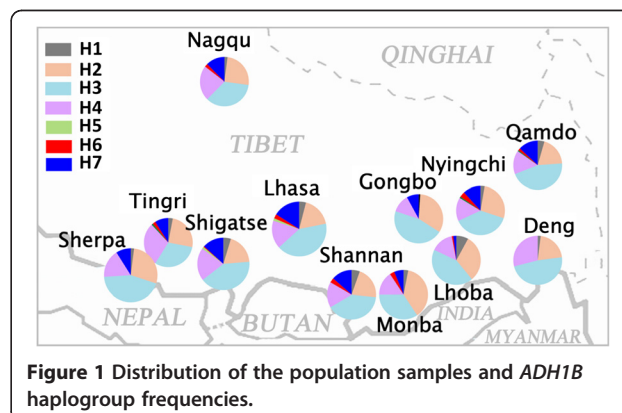 H1
H2
H3
H4
H5
H6
H7
Nagqu
QINGHAI
TIBET
Qamdo
Nyingchi
Gongbo
Lhasa
Tingri
Shigatse
Sherpa
Deng
Shannan
Lhoba
Monba
NEPAL
BUTAN
INDIA
MYANMAR
Figure 1 Distribution of the population samples and ADH1B
haplogroup frequencies.